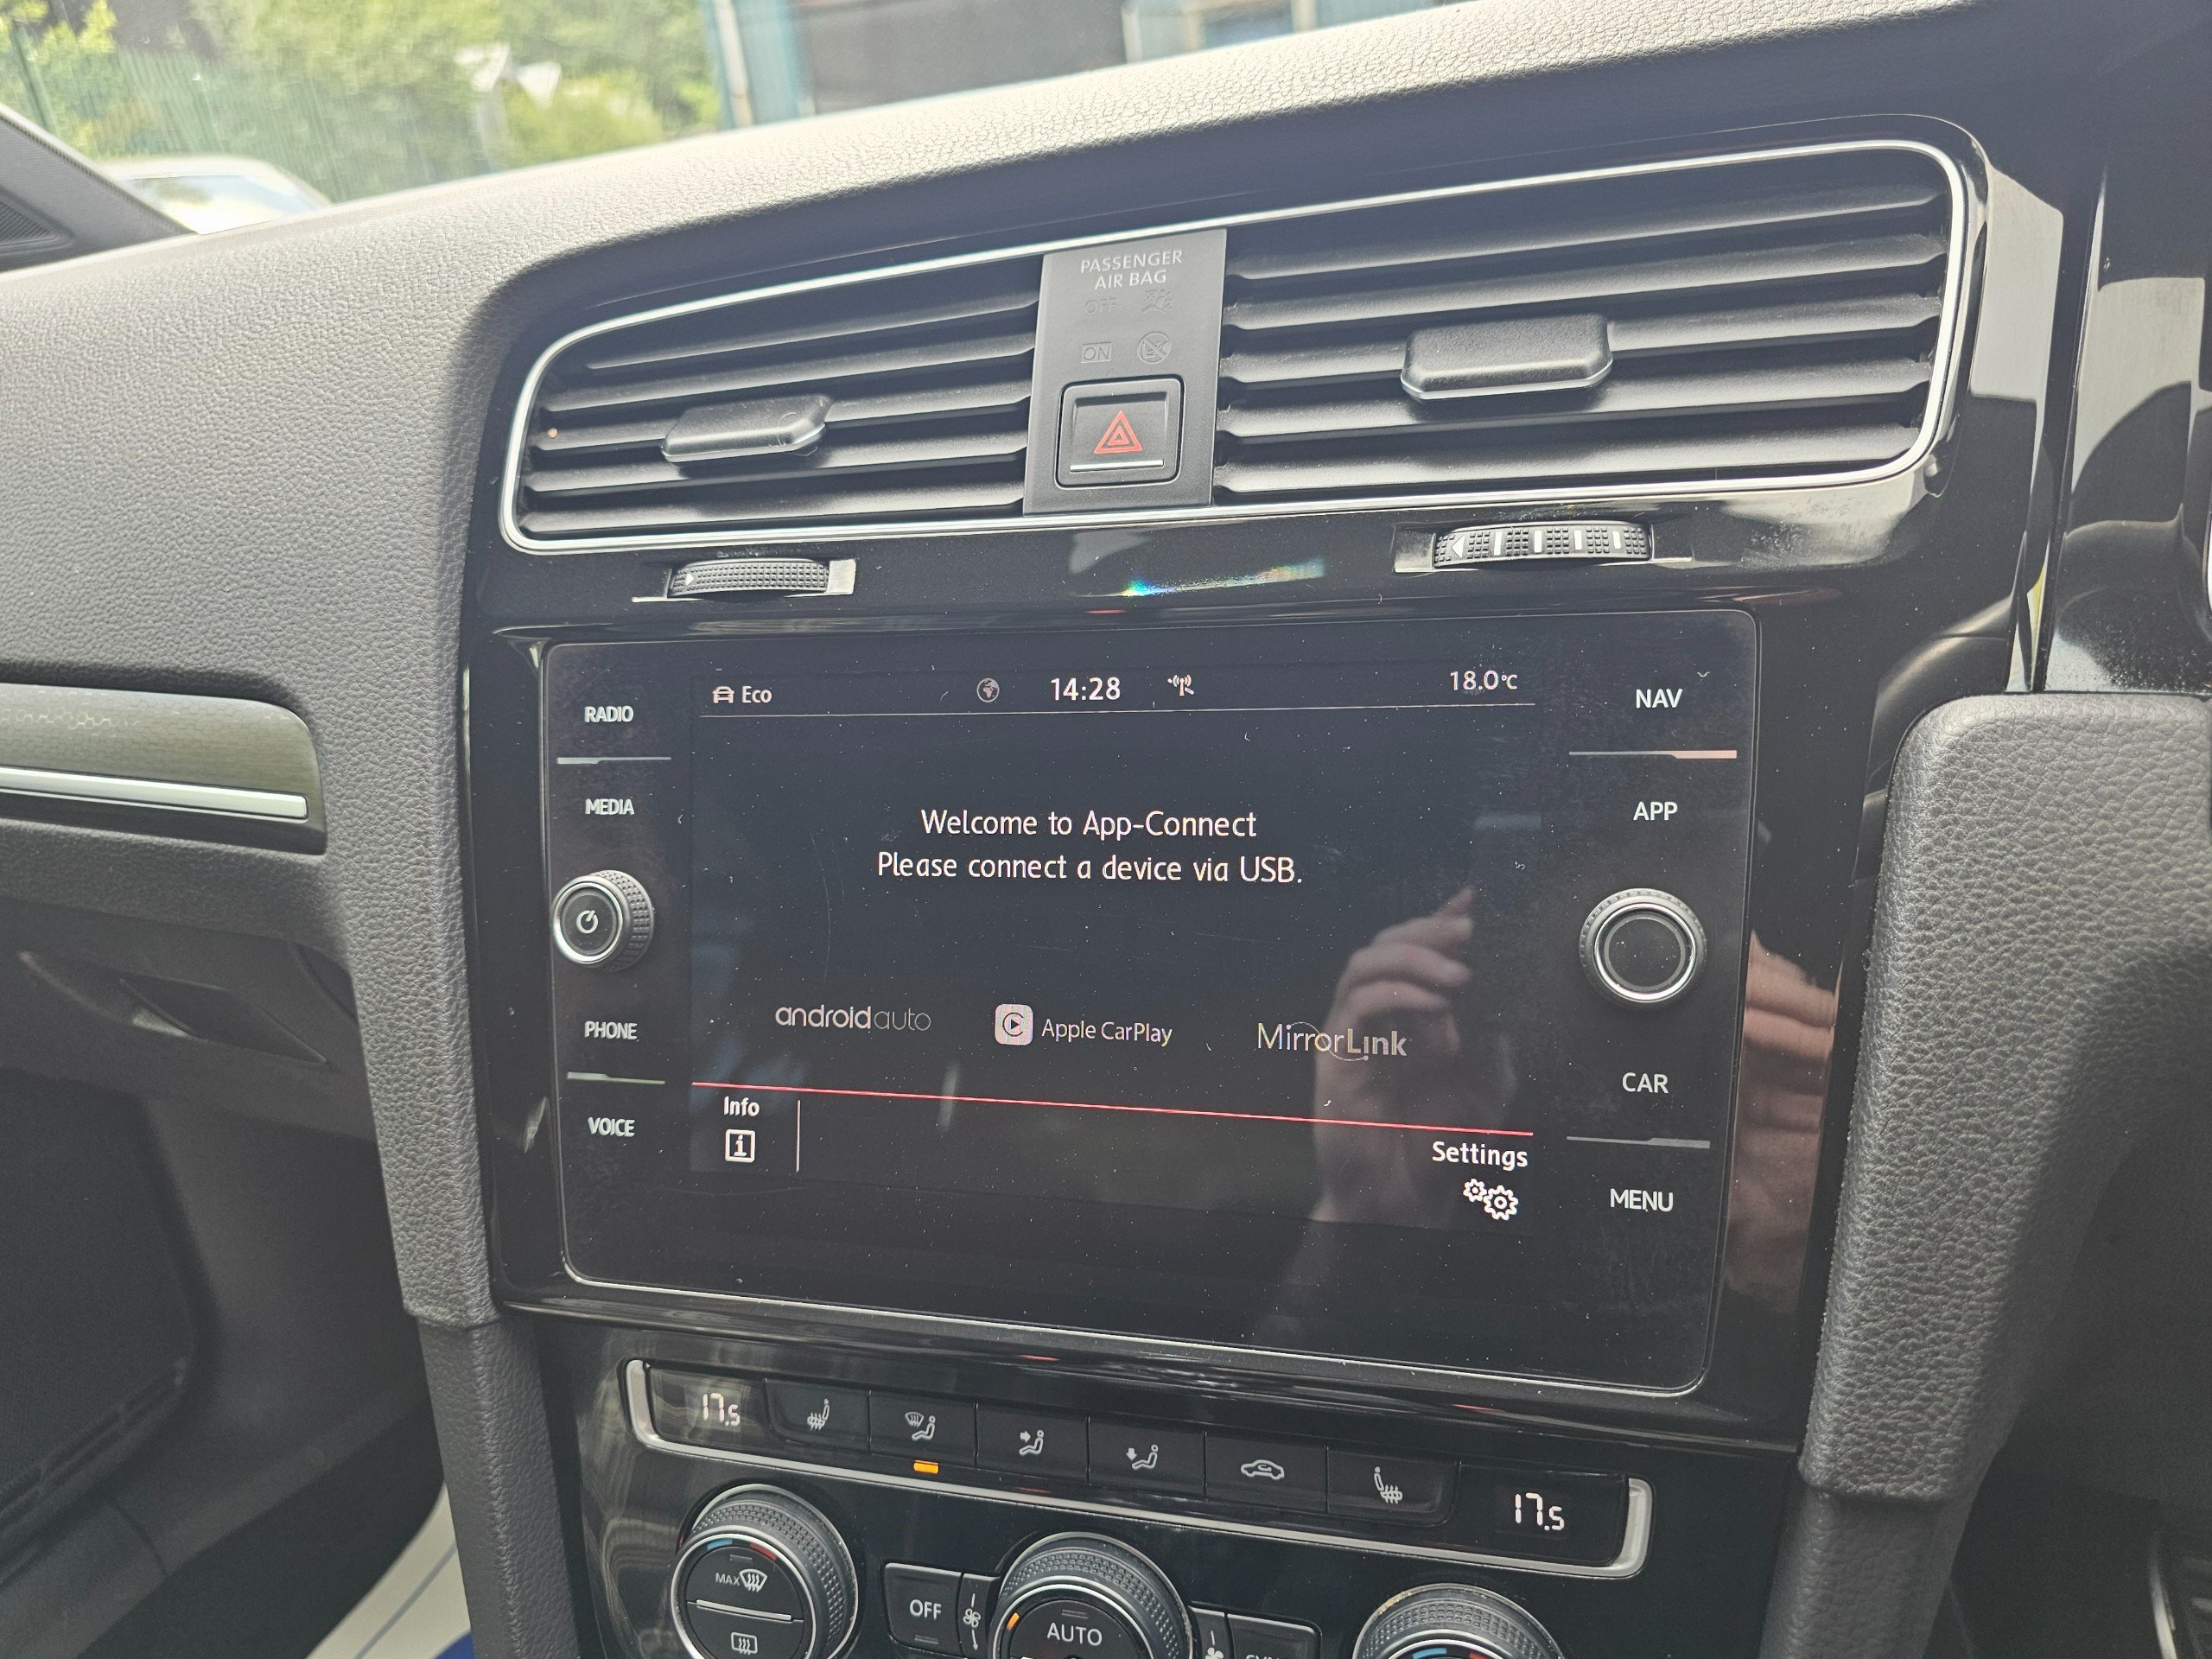 PASSENGER
AIR BAG
OFF
ON
Eco
14:28
18.0°C
RADIO
MEDIA
PHONE
VOICE
Welcome to App-Connect
Please connect a device via USB.
androidauto
Apple CarPlay
MirrorLink
Info
i
Settings
NAV
APP
CAR
MENU
17.5
17.5
MAX
OFF
AUTO